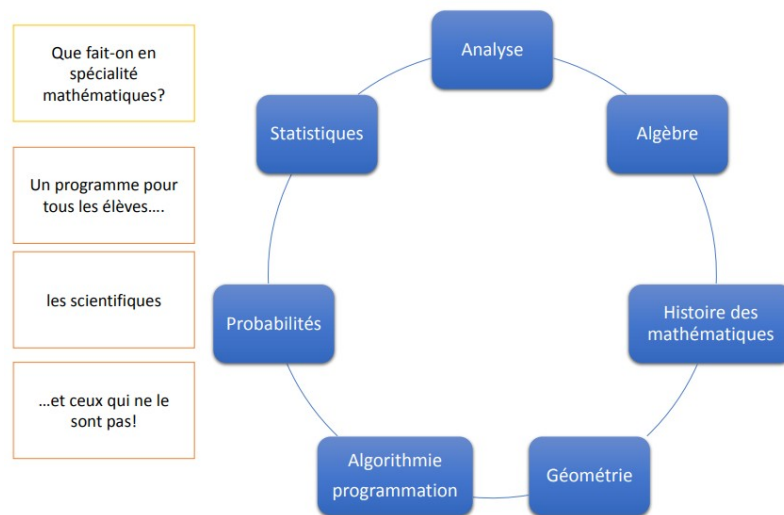 Que fait-on en
spécialité
mathématiques?
Un programme pour
tous les élèves....
les scientifiques
...et ceux qui ne le
sont pas!
Analyse
Algèbre
Histoire des
mathématiques
Géométrie
Algorithmie
programmation
Probabilités
Statistiques